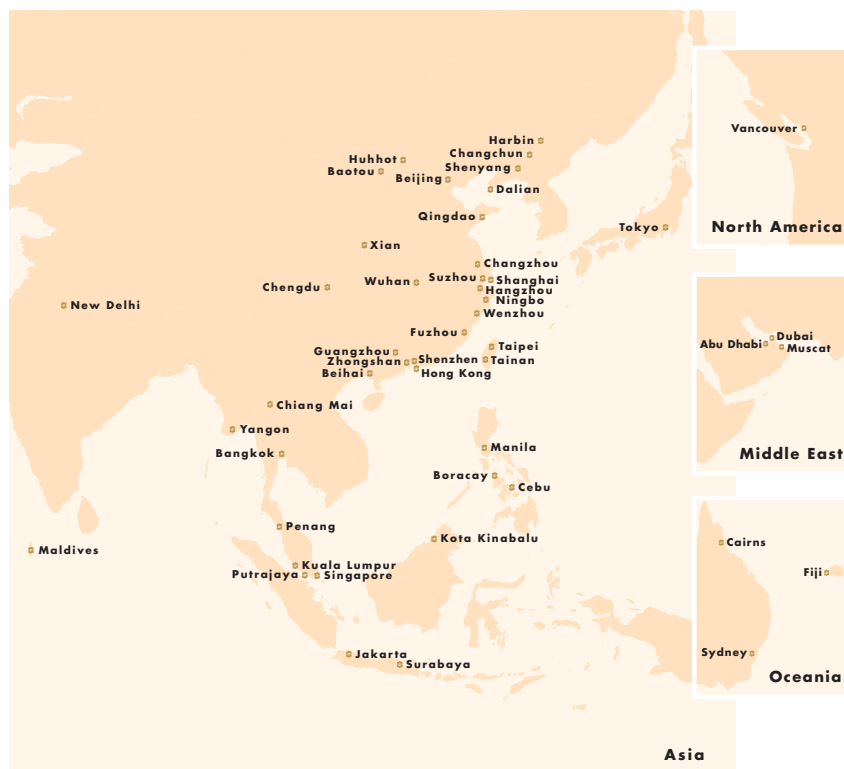 Harbin
Changchun
Huhhot
Shenyang
Baotou
Beijing
Dalian
Qingdao
Tokyo
Xian
Changzhou
Suzhou
Shanghai
Wuhan
Chengdu
Hangzhou
Ningbo
New Delhi
Wenzhou
Fuzhou
Taipei
Guangzhou
Shenzhen
Tainan
Zhongshan
Beihai
Hong Kong
Chiang Mai
Yangon
Manila
Bangkok
Boracay
Cebu
Penang
Kota Kinabalu
Maldives
Kuala Lumpur
Putrajaya
Singapore
Jakarta
Surabaya
Asia
Vancouver
North America
Dubai
Abu Dhabi
Muscat
Middle East
Cairns
Fiji
Sydney
Oceania